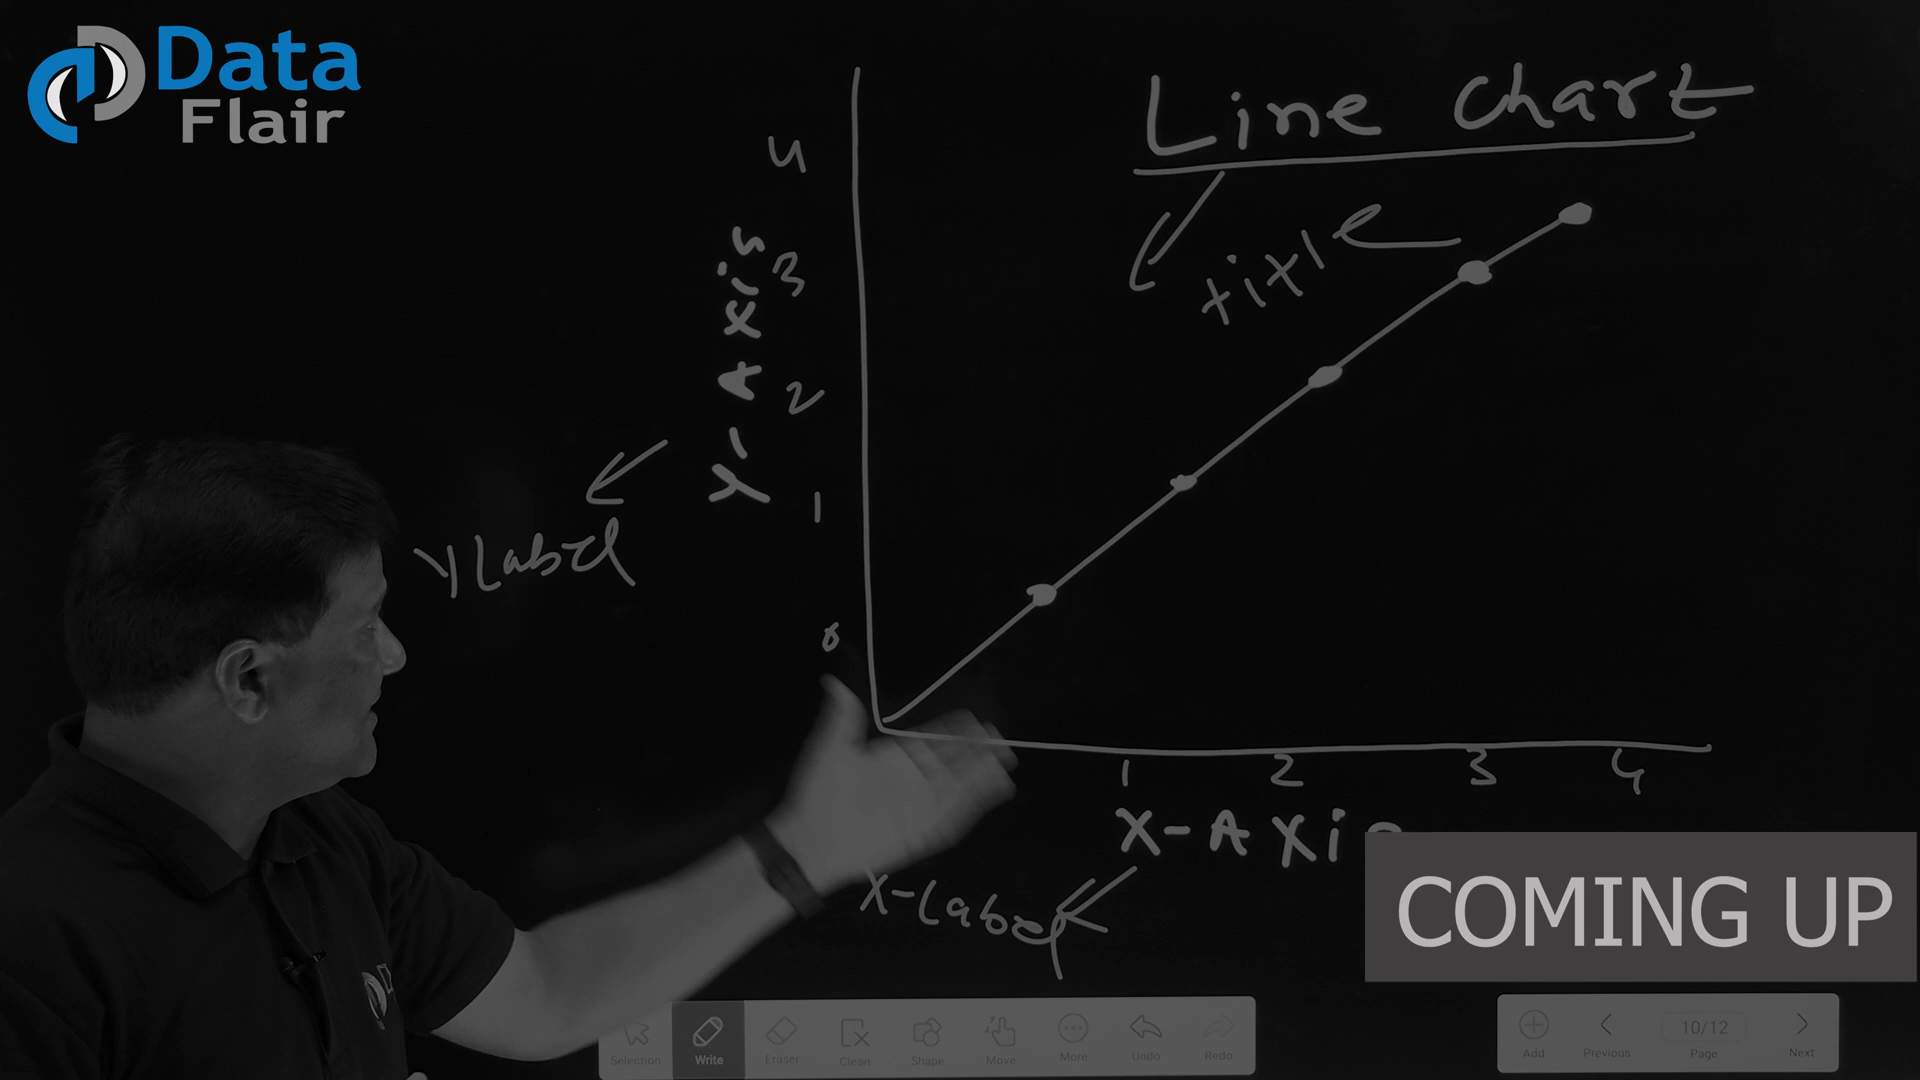 Data
Flair
Line chart
title
4
3
2
1
0
Y-Axis
YLabel
1 2 3 4
X-AXis
X-Label
COMING UP
Selection Write Eraser Clean Shape Move More Undo Redo
Add Previous 10/12 Page Next